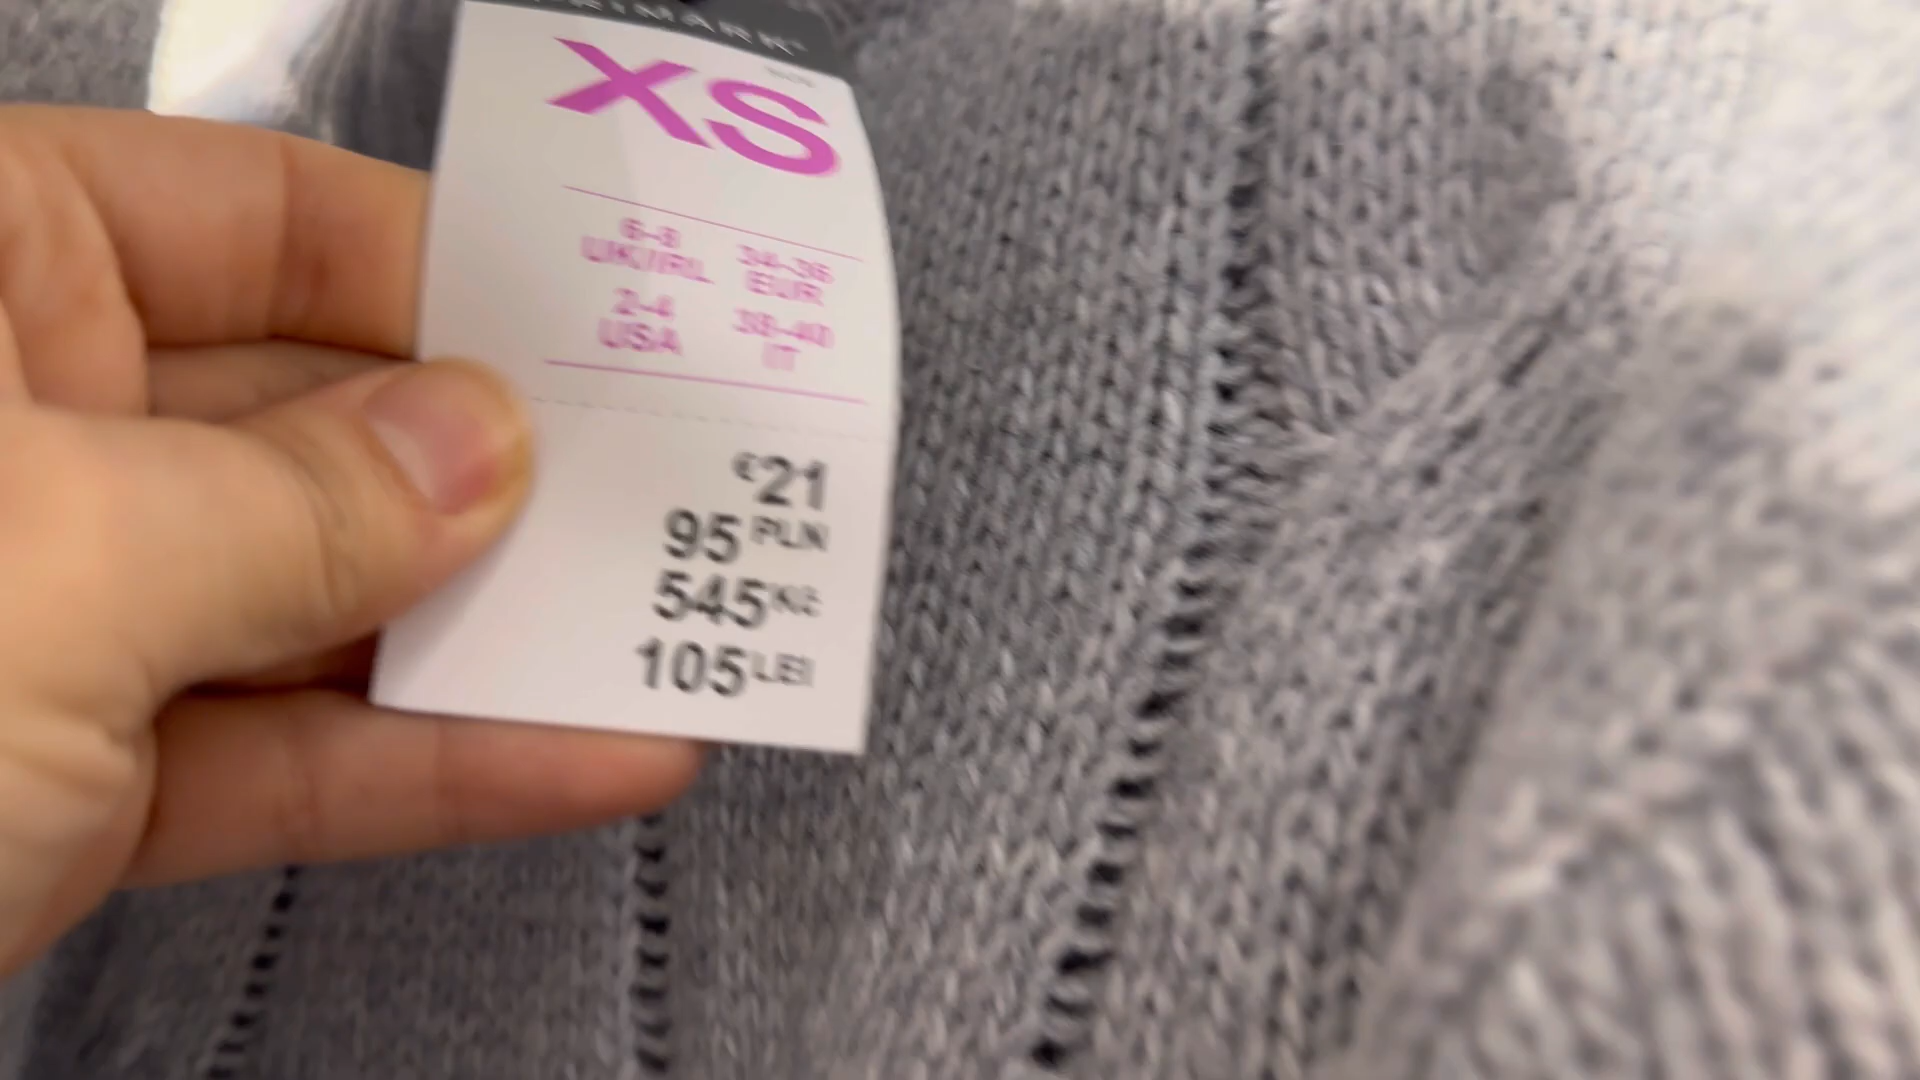 PRIMARK
XS
6-8
UK/IRL
34-36
EUR
2-4
USA
38-40
IT
€21
95 PLN
545 Kč
105 LEI